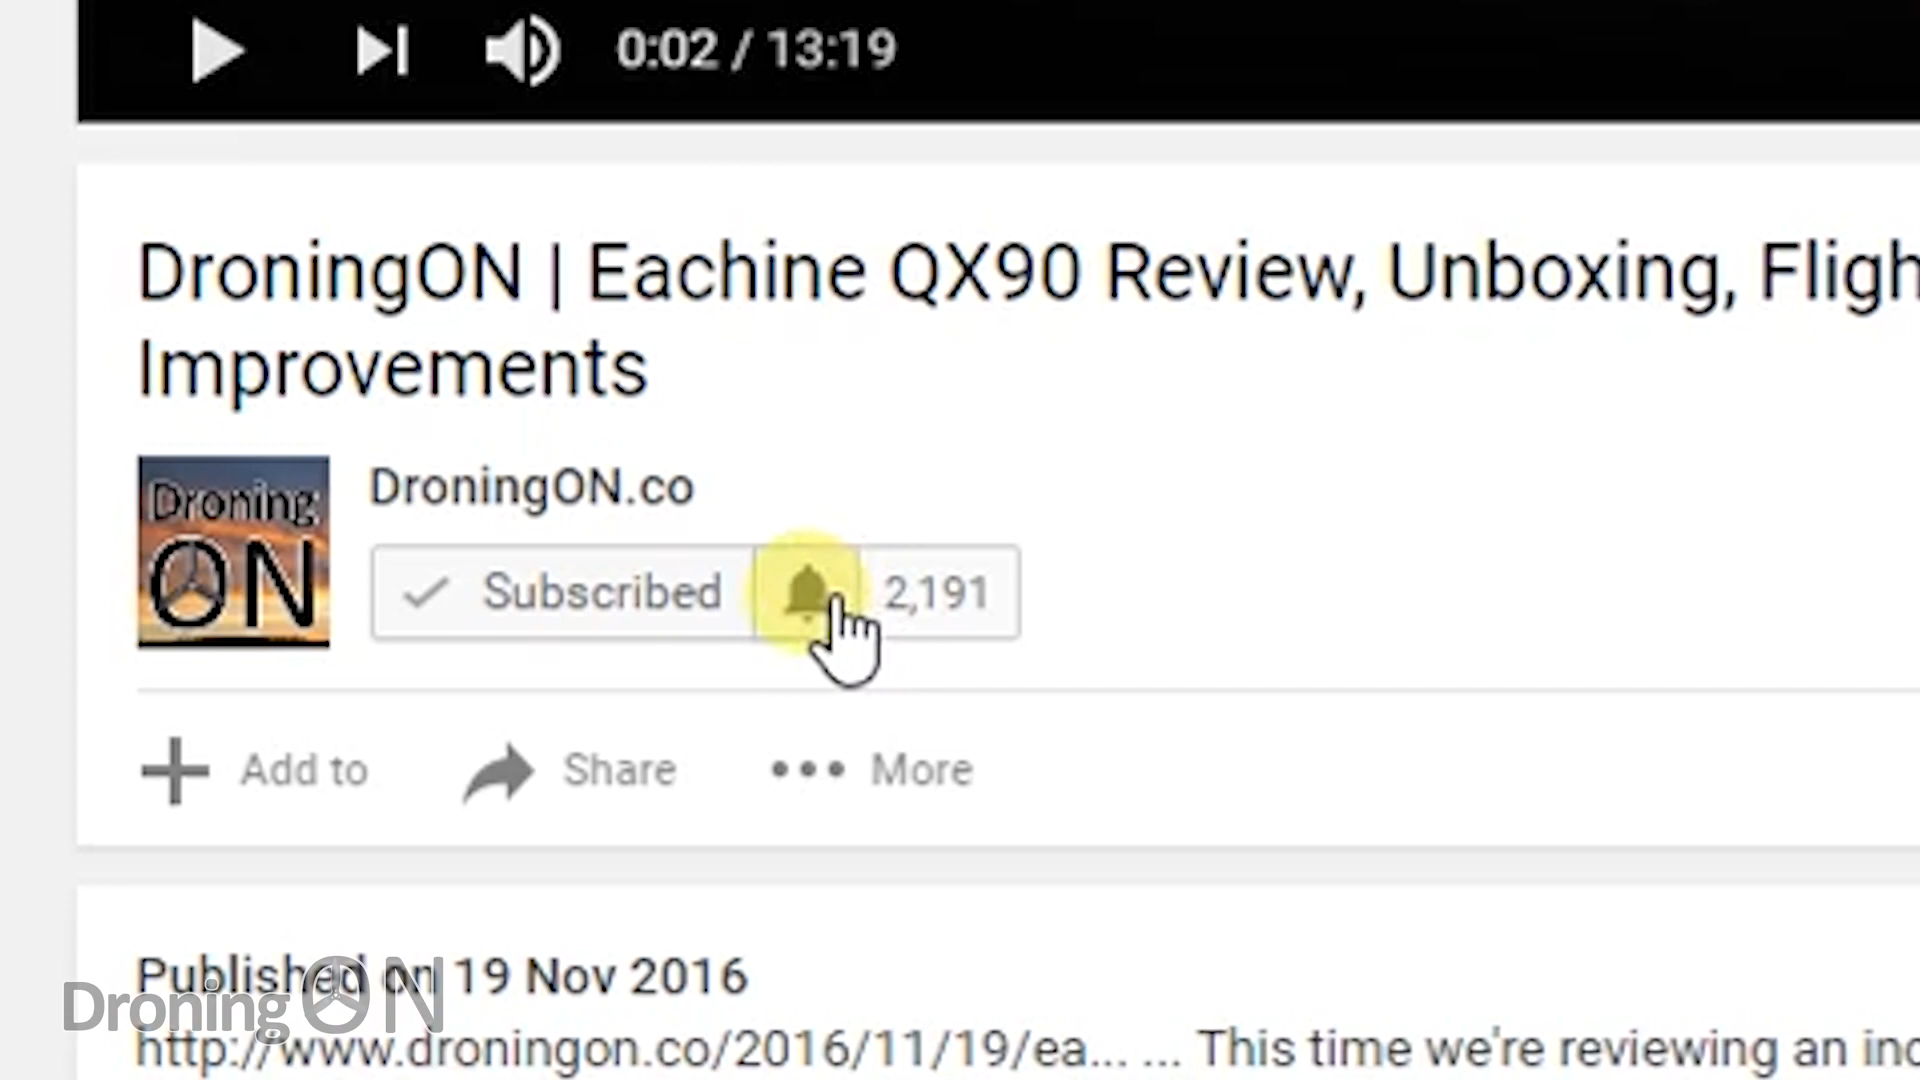 0:02 / 13:19
DroningON | Eachine QX90 Review, Unboxing, Fligh
Improvements
Droning
ON
DroningON.co
Subscribed 2,191
Add to Share More
Published on 19 Nov 2016
DroningON
http://www.droningon.co/2016/11/19/ea... ... This time we're reviewing an inc